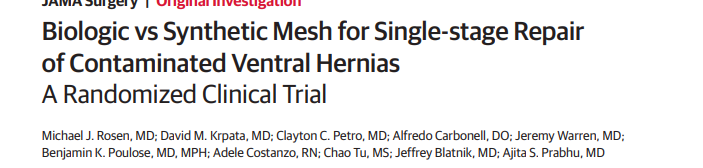 JAMA Surgery | Original Investigation
Biologic vs Synthetic Mesh for Single-stage Repair
of Contaminated Ventral Hernias
A Randomized Clinical Trial
Michael J. Rosen, MD; David M. Krpata, MD; Clayton C. Petro, MD; Alfredo Carbonell, DO; Jeremy Warren, MD;
Benjamin K. Poulose, MD, MPH; Adele Costanzo, RN; Chao Tu, MS; Jeffrey Blatnik, MD; Ajita S. Prabhu, MD